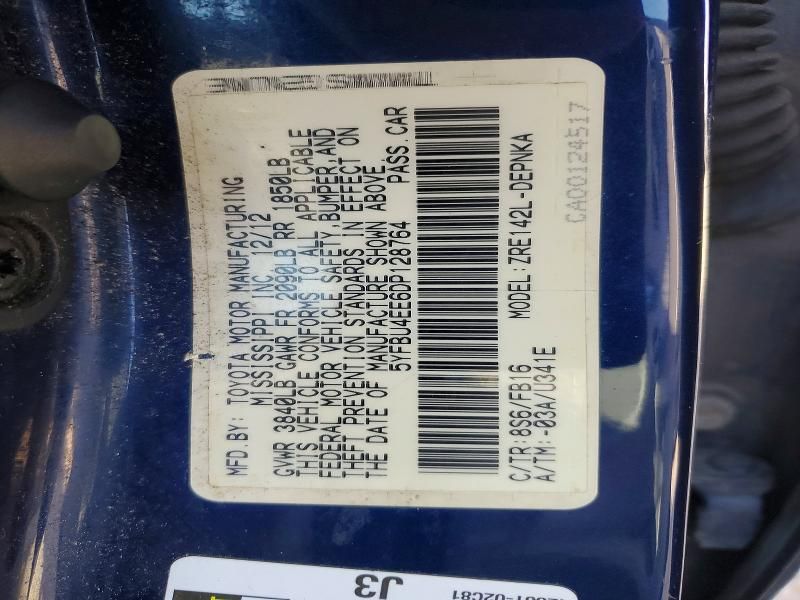 MFD.BY: TOYOTA MOTOR MANUFACTURING
MISSISSIPPI INC. 12/12
GVWR 3840LB GAWR FR 2090LB RR 1850LB
THIS VEHICLE CONFORMS TO ALL APPLICABLE
FEDERAL MOTOR VEHICLE SAFETY, BUMPER, AND
THEFT PREVENTION STANDARDS IN EFFECT ON
THE DATE OF MANUFACTURE SHOWN ABOVE.
5YFBU4EE6DP128764 PASS.CAR
C/TR:8S6/FB16 MODEL:ZRE142L-DEPNKA
A/TM:-03A/U341E
CA00124517
J3